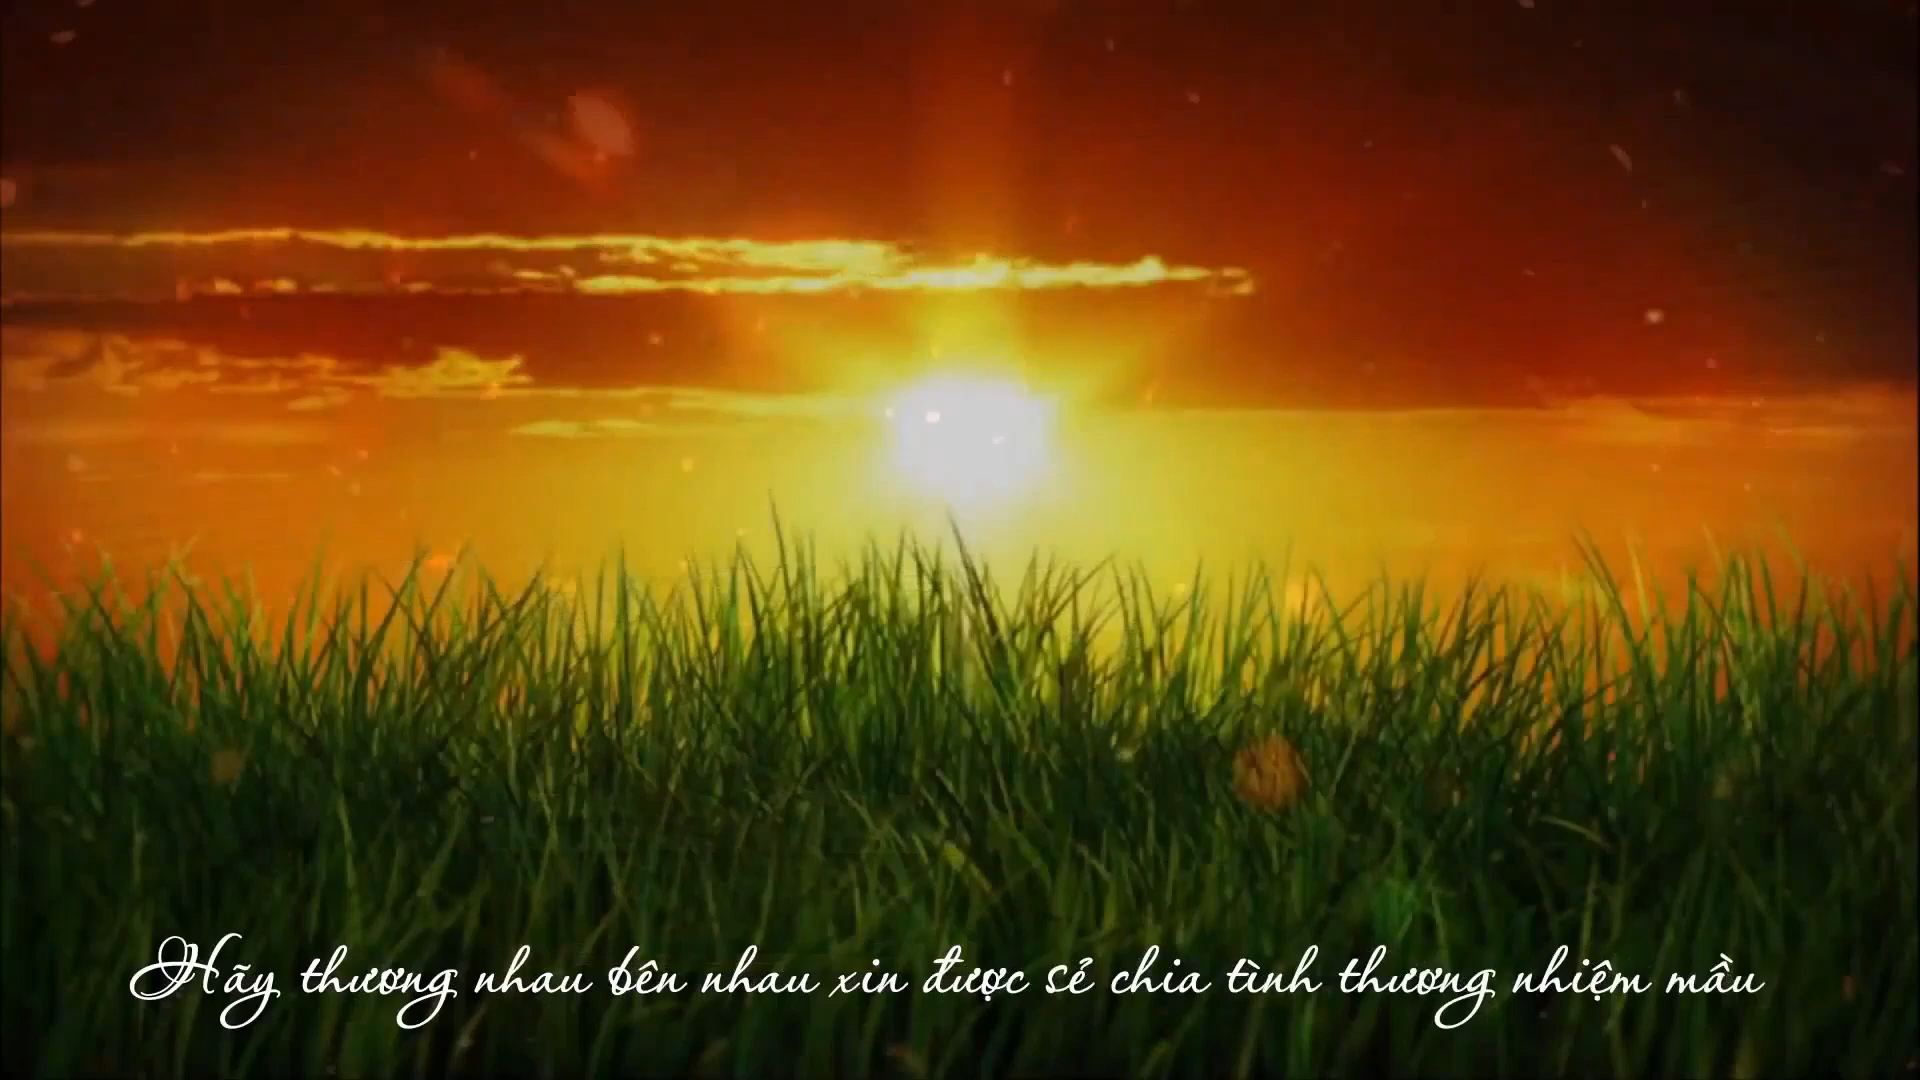 Hãy thương nhau bên nhau xin được sẻ chia tình thương nhiệm mầu